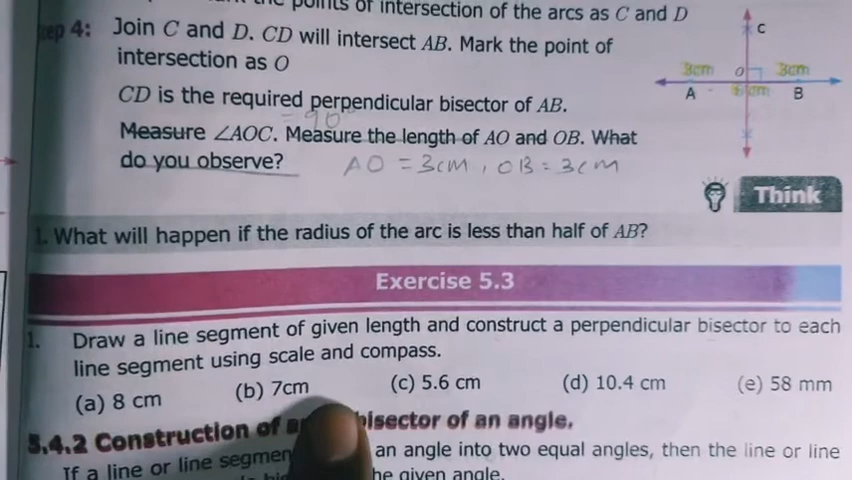 points of intersection of the arcs as C and D
Step 4: Join C and D. CD will intersect AB. Mark the point of
intersection as O
CD is the required perpendicular bisector of AB.
= 90°
Measure ∠AOC. Measure the length of AO and OB. What
do you observe? AO = 3cm, OB = 3cm
C
3cm O 3cm
A 6cm B
Think
1. What will happen if the radius of the arc is less than half of AB?
Exercise 5.3
1. Draw a line segment of given length and construct a perpendicular bisector to each
line segment using scale and compass.
(a) 8 cm (b) 7cm (c) 5.6 cm (d) 10.4 cm (e) 58 mm
5.4.2 Construction of bisector of an angle.
If a line or line segment an angle into two equal angles, then the line or line
the given angle.